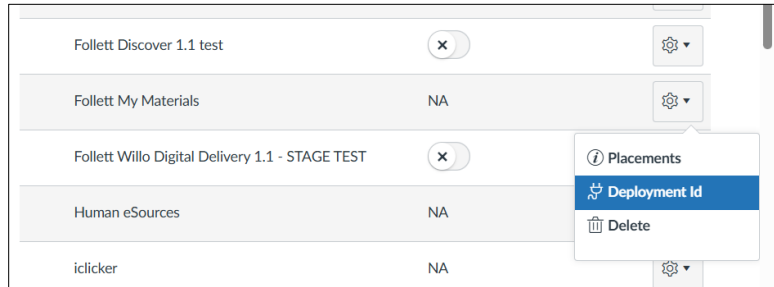 Follett Discover 1.1 test
Follett My Materials NA
Follett Willo Digital Delivery 1.1 - STAGE TEST
Placements
Deployment Id
Human eSources NA
Delete
iclicker NA